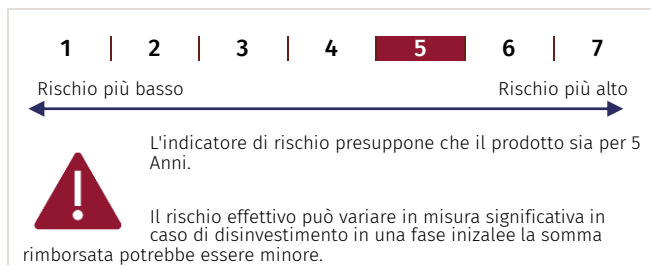 1 2 3 4 5 6 7
Rischio più basso Rischio più alto
L'indicatore di rischio presuppone che il prodotto sia per 5
Anni.
Il rischio effettivo può variare in misura significativa in
caso di disinvestimento in una fase inizalee la somma
rimborsata potrebbe essere minore.